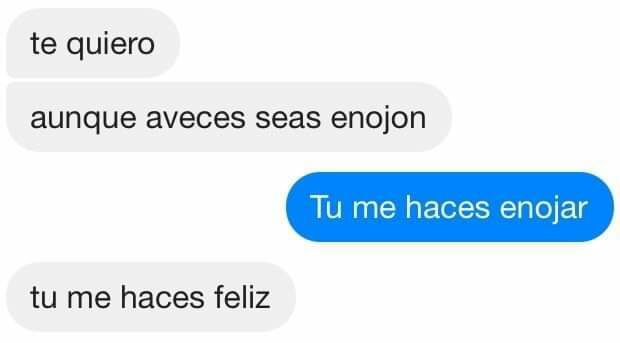 te quiero
aunque aveces seas enojon
Tu me haces enojar
tu me haces feliz